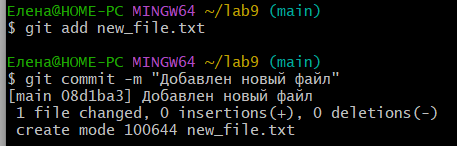 Елена@HOME-PC MINGW64 ~/lab9 (main)
$ git add new_file.txt
Елена@HOME-PC MINGW64 ~/lab9 (main)
$ git commit -m "Добавлен новый файл"
[main 08d1ba3] Добавлен новый файл
 1 file changed, 0 insertions(+), 0 deletions(-)
 create mode 100644 new_file.txt